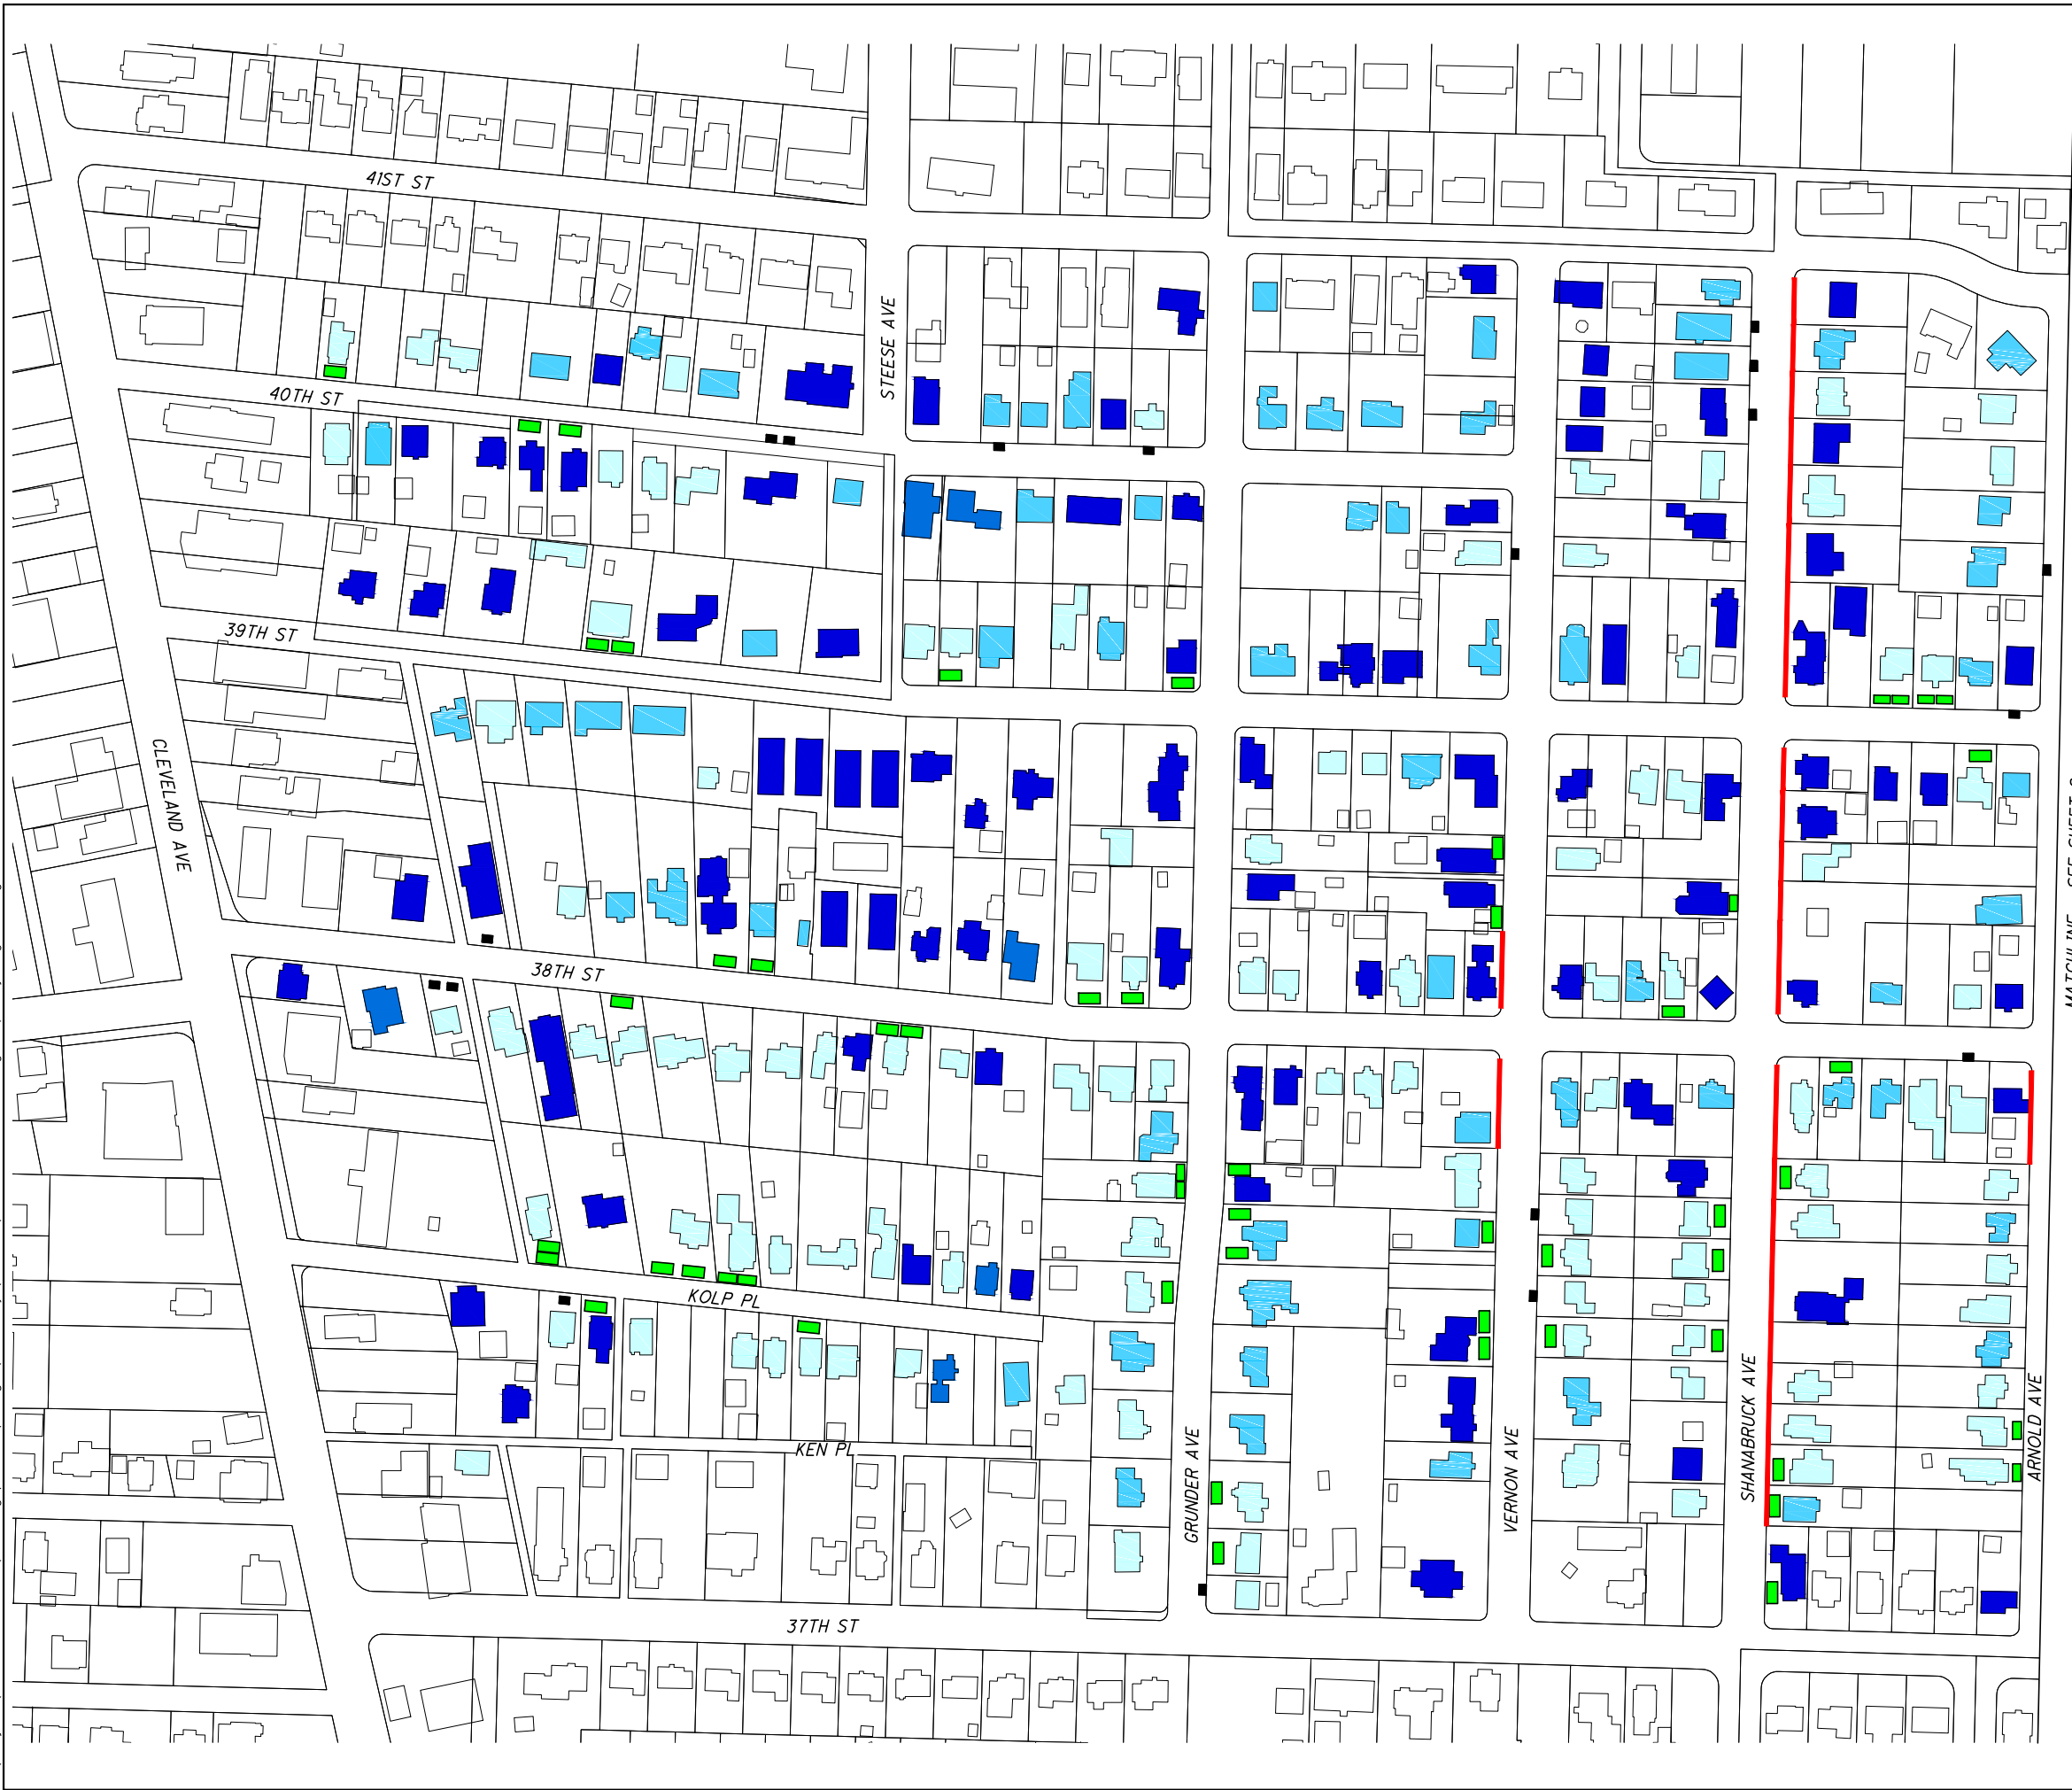 41ST ST
STEESE AVE
40TH ST
39TH ST
CLEVELAND AVE
38TH ST
KOLP PL
SHANABRUCK AVE
ARNOLD AVE
GRUNDER AVE
VERNON AVE
KEN PL
37TH ST